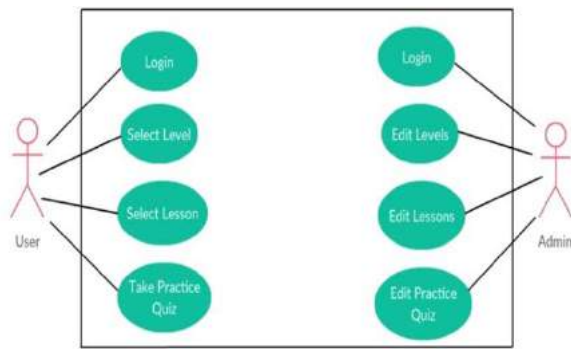 Login
Login
Select Level
Edit Levels
Select Lesson
Edit Lessons
User
Admin
Take Practice
Quiz
Edit Practice
Quiz